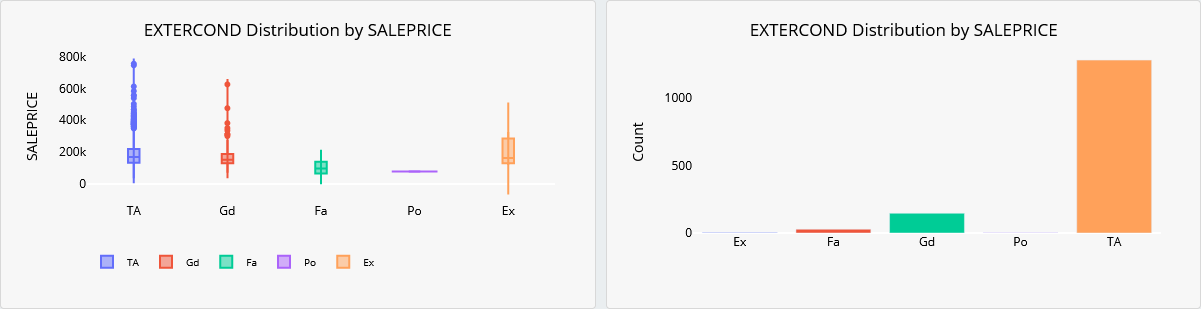 EXTERCOND Distribution by SALEPRICE
800k
600k
400k
200k
0
SALEPRICE
TA Gd Fa Po Ex
TA Gd Fa Po Ex
EXTERCOND Distribution by SALEPRICE
1000
500
0
Count
Ex Fa Gd Po TA